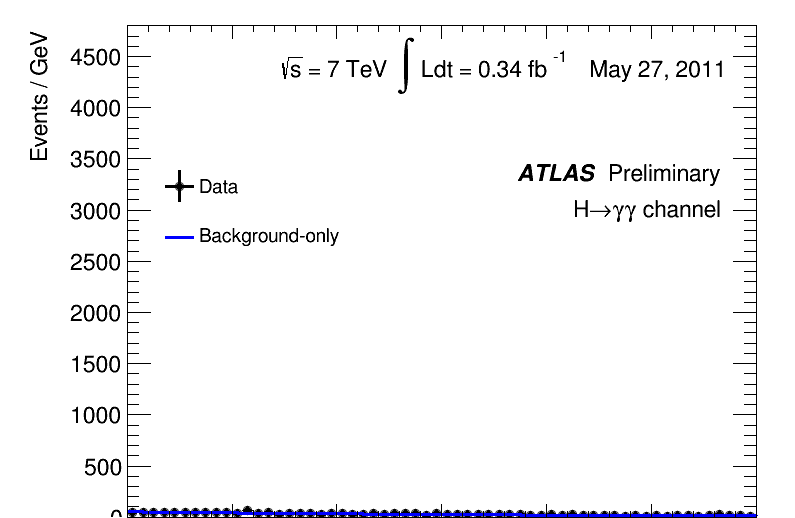 Events / GeV
√s = 7 TeV ∫ Ldt = 0.34 fb⁻¹ May 27, 2011
ATLAS Preliminary
H→γγ channel
Data
Background-only
4500
4000
3500
3000
2500
2000
1500
1000
500
0